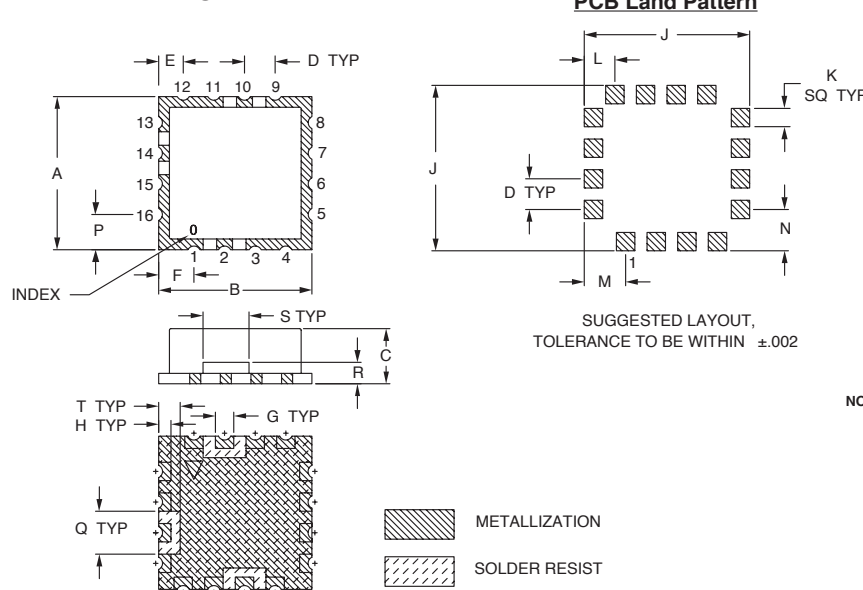 PCB Land Pattern
E
D TYP
12 11 10 9
13
14
15
16
8
7
6
5
A
P
0
1 2 3 4
F
B
INDEX
S TYP
C
R
T TYP
H TYP
G TYP
Q TYP
J
L
K
SQ TYP
J
D TYP
N
1
M
SUGGESTED LAYOUT,
TOLERANCE TO BE WITHIN ±.002
METALLIZATION
SOLDER RESIST